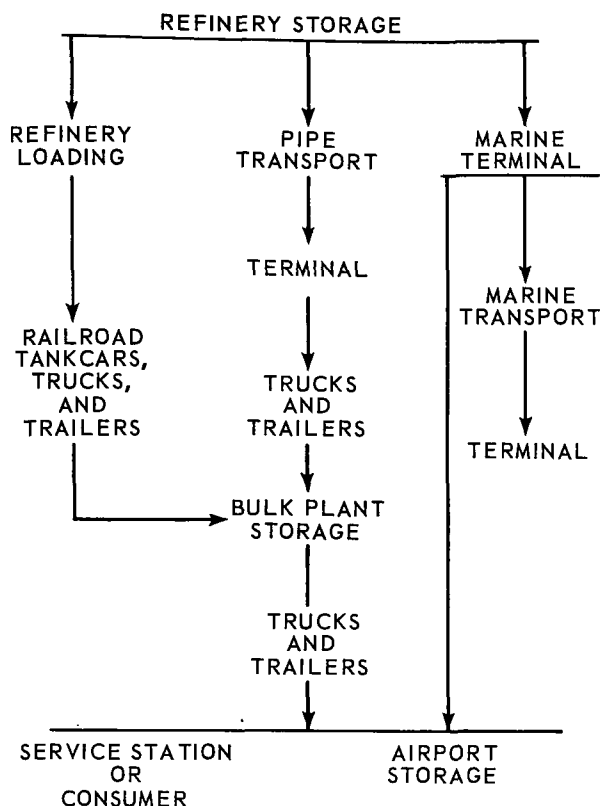 REFINERY STORAGE
REFINERY
LOADING
PIPE
TRANSPORT
MARINE
TERMINAL
TERMINAL
MARINE
TRANSPORT
RAILROAD
TANKCARS,
TRUCKS,
AND
TRAILERS
TRUCKS
AND
TRAILERS
TERMINAL
BULK PLANT
STORAGE
TRUCKS
AND
TRAILERS
SERVICE STATION
OR
CONSUMER
AIRPORT
STORAGE